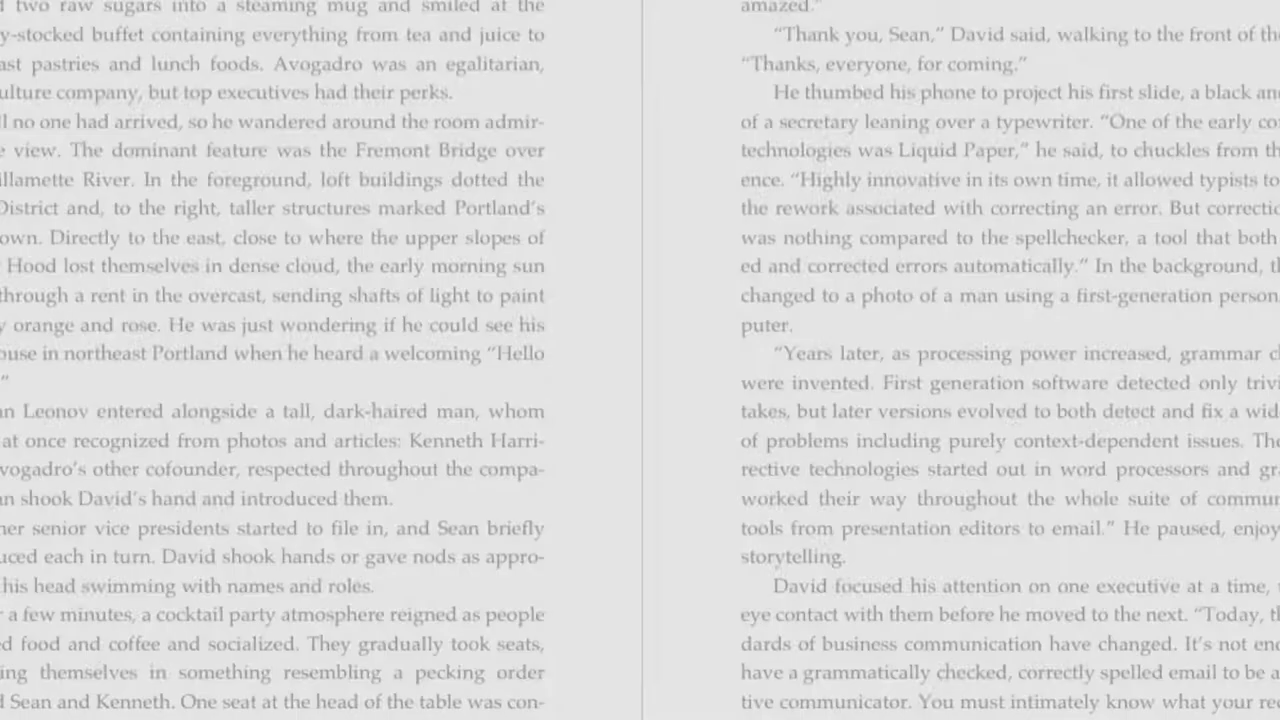 two raw sugars into a steaming mug and smiled at the
y-stocked buffet containing everything from tea and juice to
ast pastries and lunch foods. Avogadro was an egalitarian,
ulture company, but top executives had their perks.
ll no one had arrived, so he wandered around the room admir-
e view. The dominant feature was the Fremont Bridge over
illamette River. In the foreground, loft buildings dotted the
District and, to the right, taller structures marked Portland’s
own. Directly to the east, close to where the upper slopes of
Hood lost themselves in dense cloud, the early morning sun
through a rent in the overcast, sending shafts of light to paint
y orange and rose. He was just wondering if he could see his
ouse in northeast Portland when he heard a welcoming “Hello
”
an Leonov entered alongside a tall, dark-haired man, whom
at once recognized from photos and articles: Kenneth Harri-
vogadro’s other cofounder, respected throughout the compa-
an shook David’s hand and introduced them.
her senior vice presidents started to file in, and Sean briefly
uced each in turn. David shook hands or gave nods as appro-
his head swimming with names and roles.
r a few minutes, a cocktail party atmosphere reigned as people
ed food and coffee and socialized. They gradually took seats,
ing themselves in something resembling a pecking order
d Sean and Kenneth. One seat at the head of the table was con-
amazed.”
“Thank you, Sean,” David said, walking to the front of the
“Thanks, everyone, for coming.”
He thumbed his phone to project his first slide, a black an
of a secretary leaning over a typewriter. “One of the early co
technologies was Liquid Paper,” he said, to chuckles from th
ence. “Highly innovative in its own time, it allowed typists to
the rework associated with correcting an error. But correctio
was nothing compared to the spellchecker, a tool that both
ed and corrected errors automatically.” In the background, th
changed to a photo of a man using a first-generation person
puter.
“Years later, as processing power increased, grammar c
were invented. First generation software detected only trivi
takes, but later versions evolved to both detect and fix a wid
of problems including purely context-dependent issues. The
rective technologies started out in word processors and gra
worked their way throughout the whole suite of commun
tools from presentation editors to email.” He paused, enjoy
storytelling.
David focused his attention on one executive at a time,
eye contact with them before he moved to the next. “Today, th
dards of business communication have changed. It’s not eno
have a grammatically checked, correctly spelled email to be a
tive communicator. You must intimately know what your rec